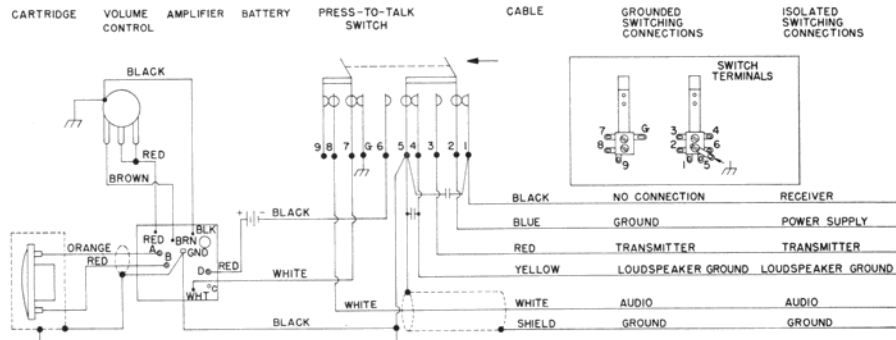 CARTRIDGE VOLUME CONTROL AMPLIFIER BATTERY PRESS-TO-TALK SWITCH CABLE GROUNDED SWITCHING CONNECTIONS ISOLATED SWITCHING CONNECTIONS
BLACK
SWITCH TERMINALS
7 G 3 4
8 2 6
9 1 5
9 8 7 G 6 5 4 3 2 1
RED
BROWN
BLACK NO CONNECTION RECEIVER
+ - BLACK
BLUE GROUND POWER SUPPLY
RED BRN BLK
ORANGE A GND
RED B D RED
RED TRANSMITTER TRANSMITTER
YELLOW LOUDSPEAKER GROUND LOUDSPEAKER GROUND
WHITE
WHT °C
WHITE WHITE AUDIO AUDIO
BLACK SHIELD GROUND GROUND